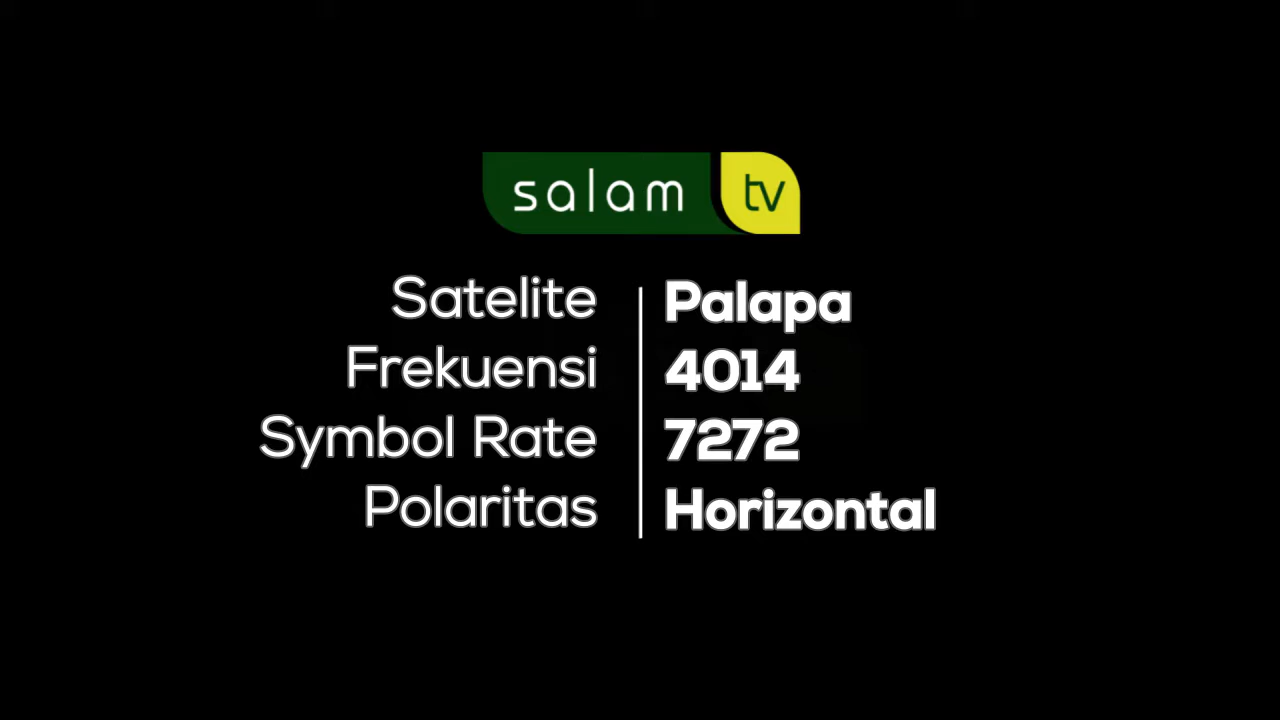 salam tv
Satelite Palapa
Frekuensi 4014
Symbol Rate 7272
Polaritas Horizontal